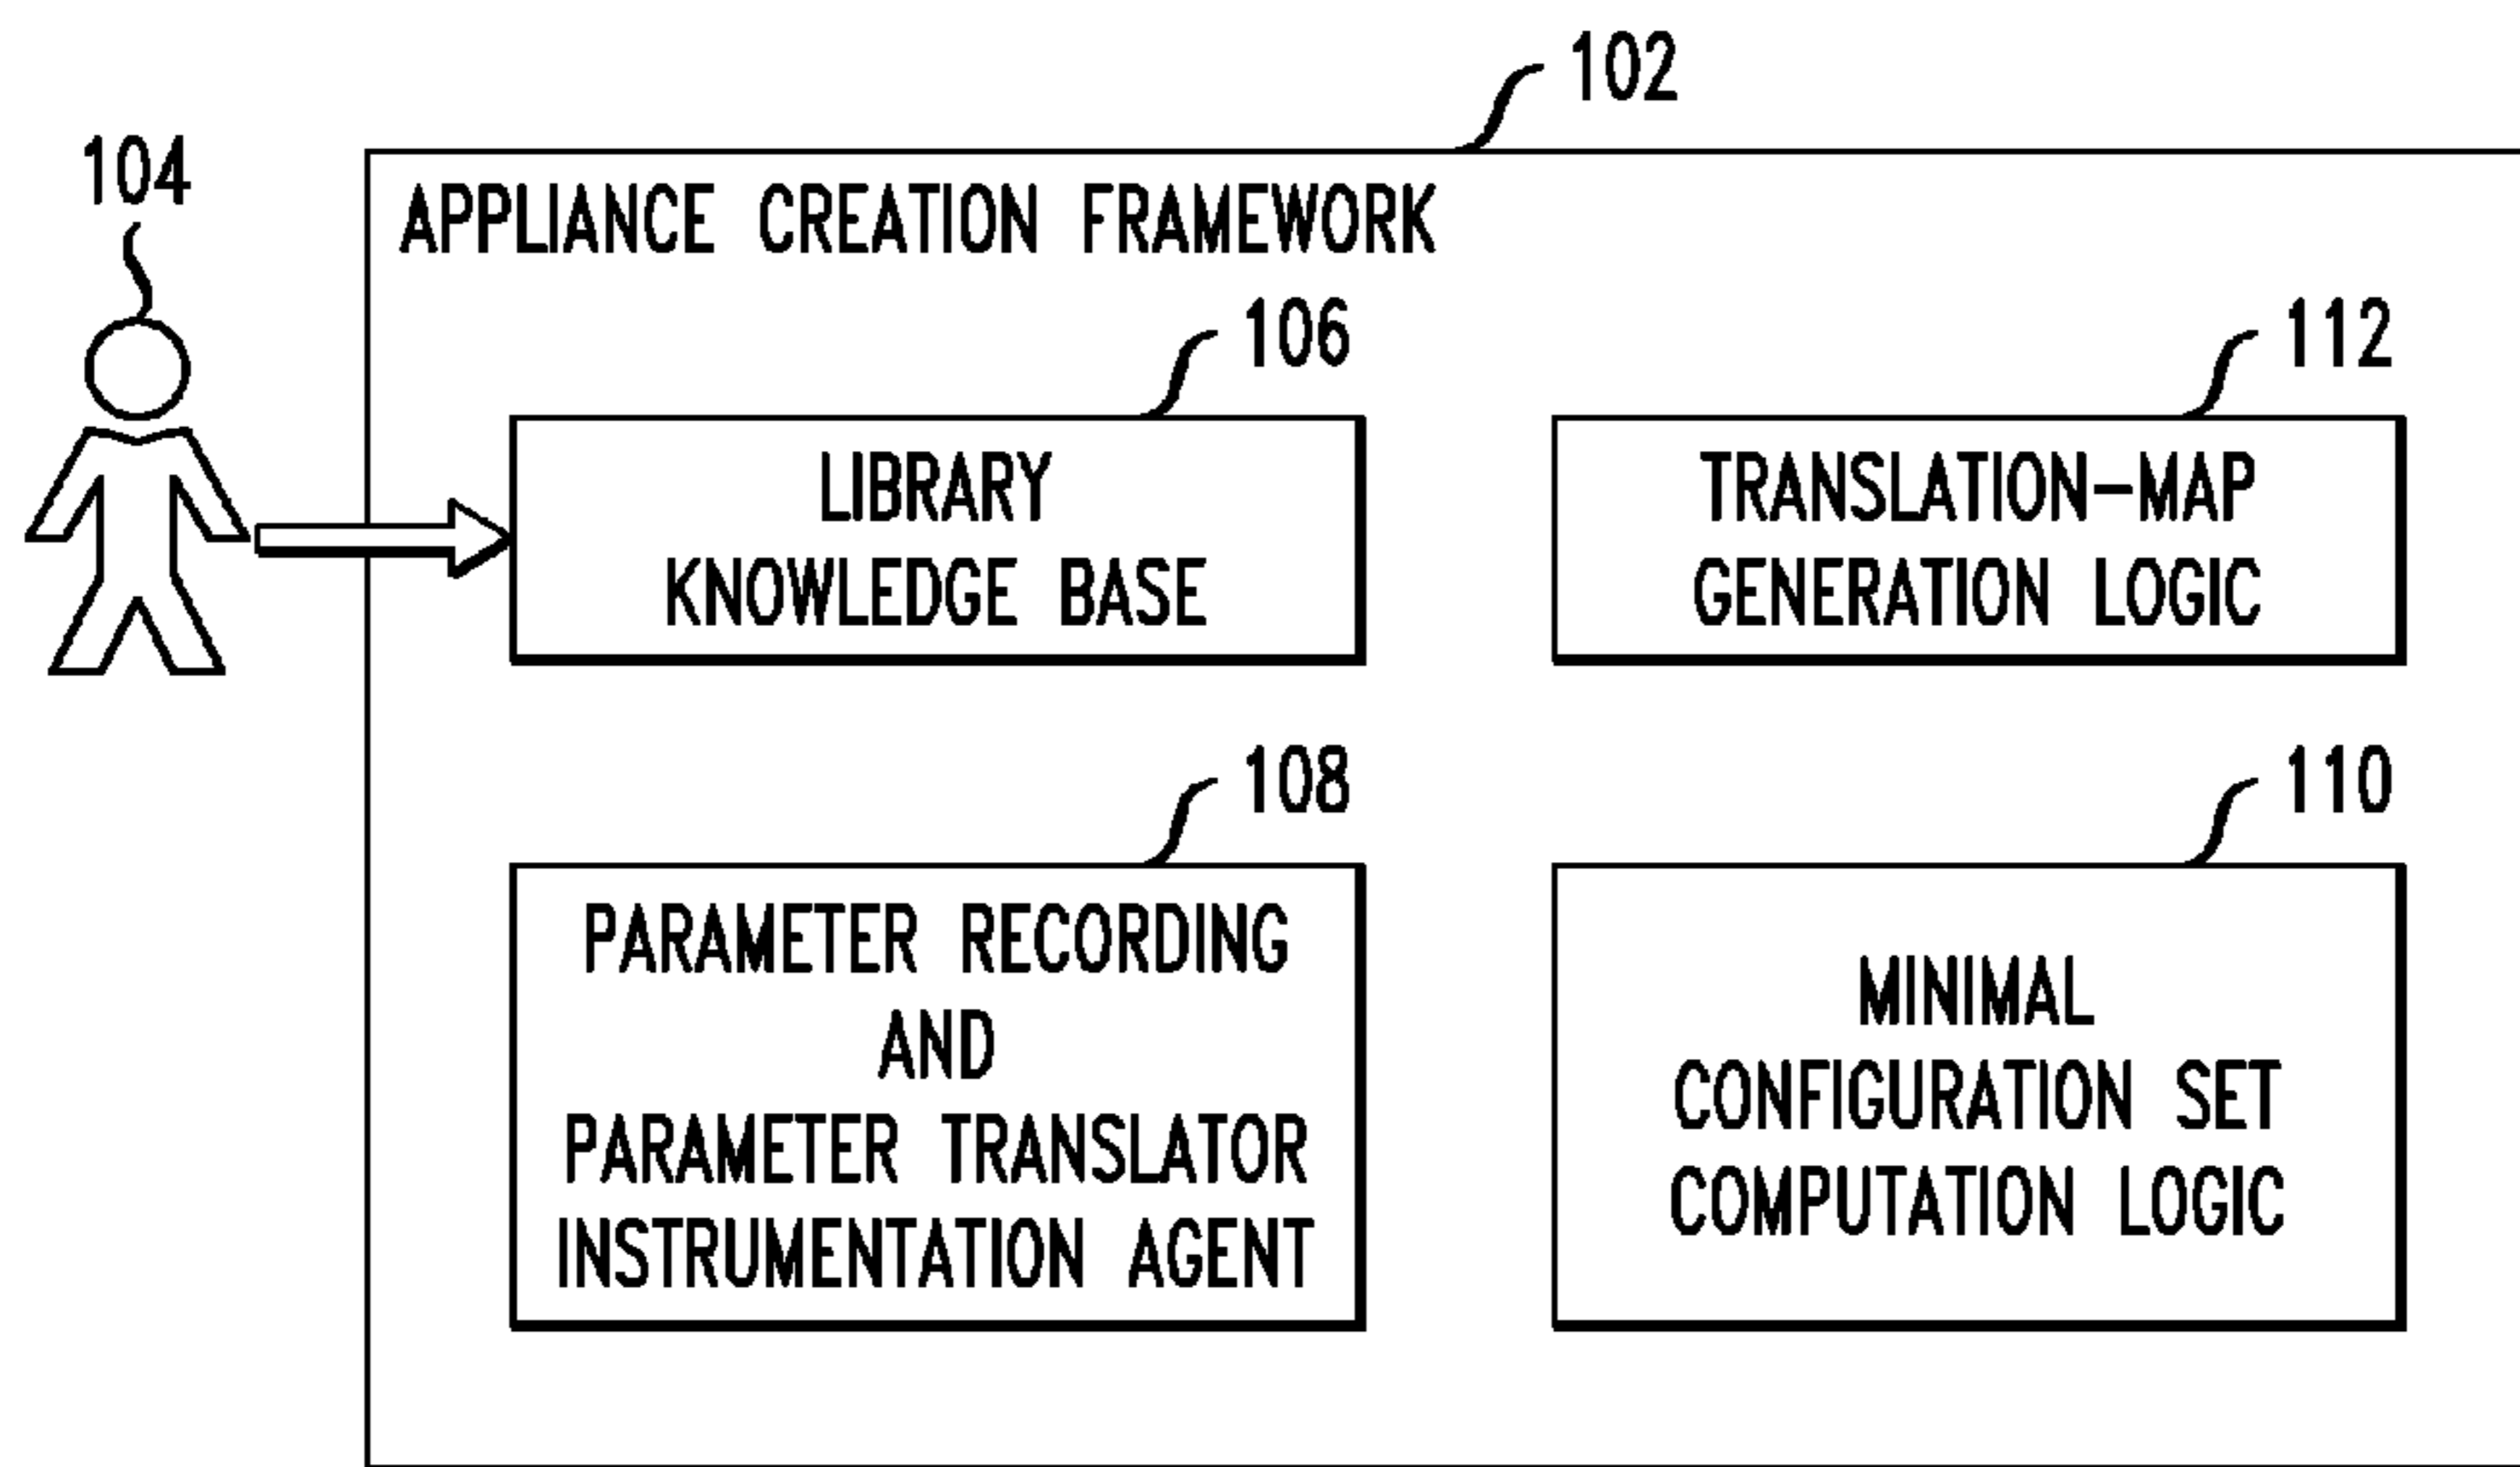 102
104
APPLIANCE CREATION FRAMEWORK
106
112
LIBRARY
KNOWLEDGE BASE
TRANSLATION-MAP
GENERATION LOGIC
108
110
PARAMETER RECORDING
AND
PARAMETER TRANSLATOR
INSTRUMENTATION AGENT
MINIMAL
CONFIGURATION SET
COMPUTATION LOGIC